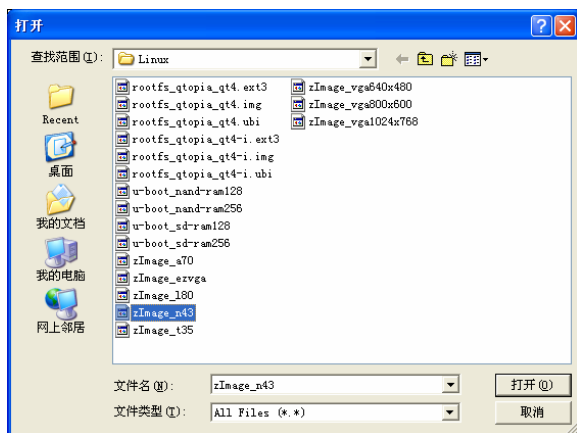 打开
查找范围(I):
Linux
Recent
桌面
我的文档
我的电脑
网上邻居
rootfs_qtopia_qt4.ext3
rootfs_qtopia_qt4.img
rootfs_qtopia_qt4.ubi
rootfs_qtopia_qt4-i.ext3
rootfs_qtopia_qt4-i.img
rootfs_qtopia_qt4-i.ubi
u-boot_nand-ram128
u-boot_nand-ram256
u-boot_sd-ram128
u-boot_sd-ram256
zImage_a70
zImage_ezvga
zImage_l80
zImage_n43
zImage_t35
zImage_vga640x480
zImage_vga800x600
zImage_vga1024x768
文件名(N):
zImage_n43
打开(O)
文件类型(T):
All Files (*.*)
取消